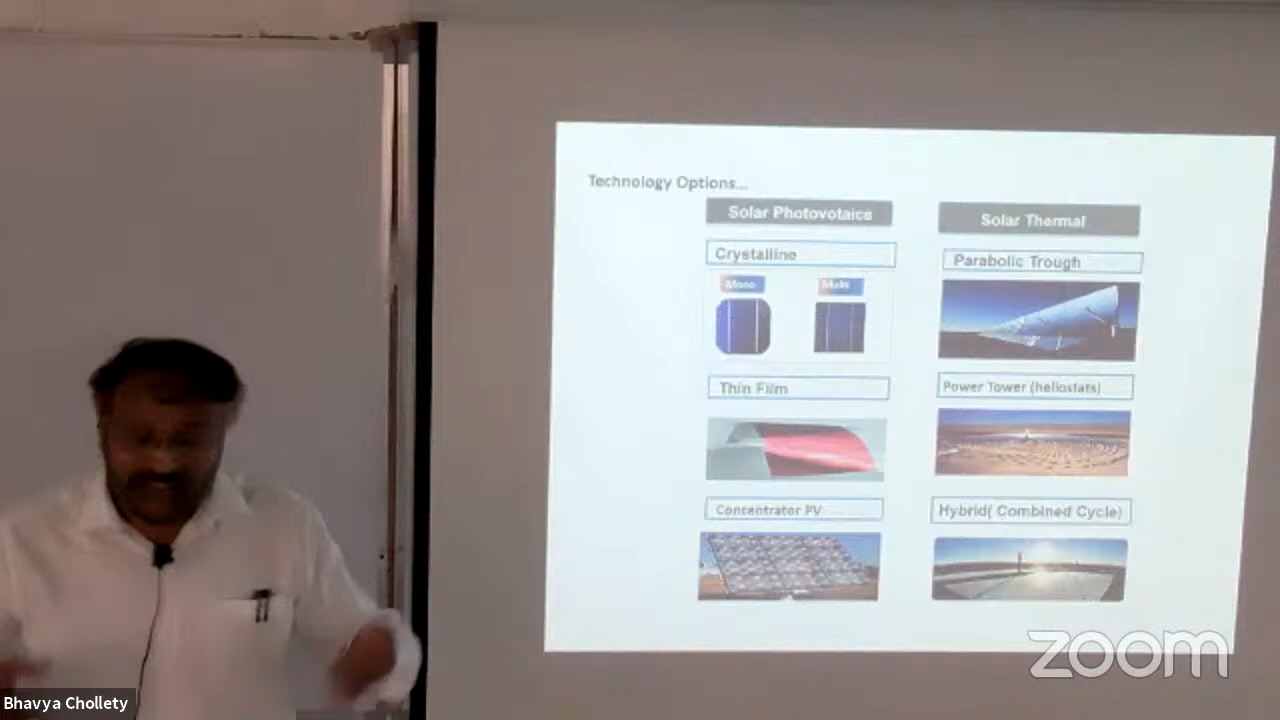 Technology Options...
Solar Photovotaics
Solar Thermal
Crystalline
Parabolic Trough
Mono
Multi
Thin Film
Power Tower (heliostats)
Concentrator PV
Hybrid( Combined Cycle)
zoom
Bhavya Chollety